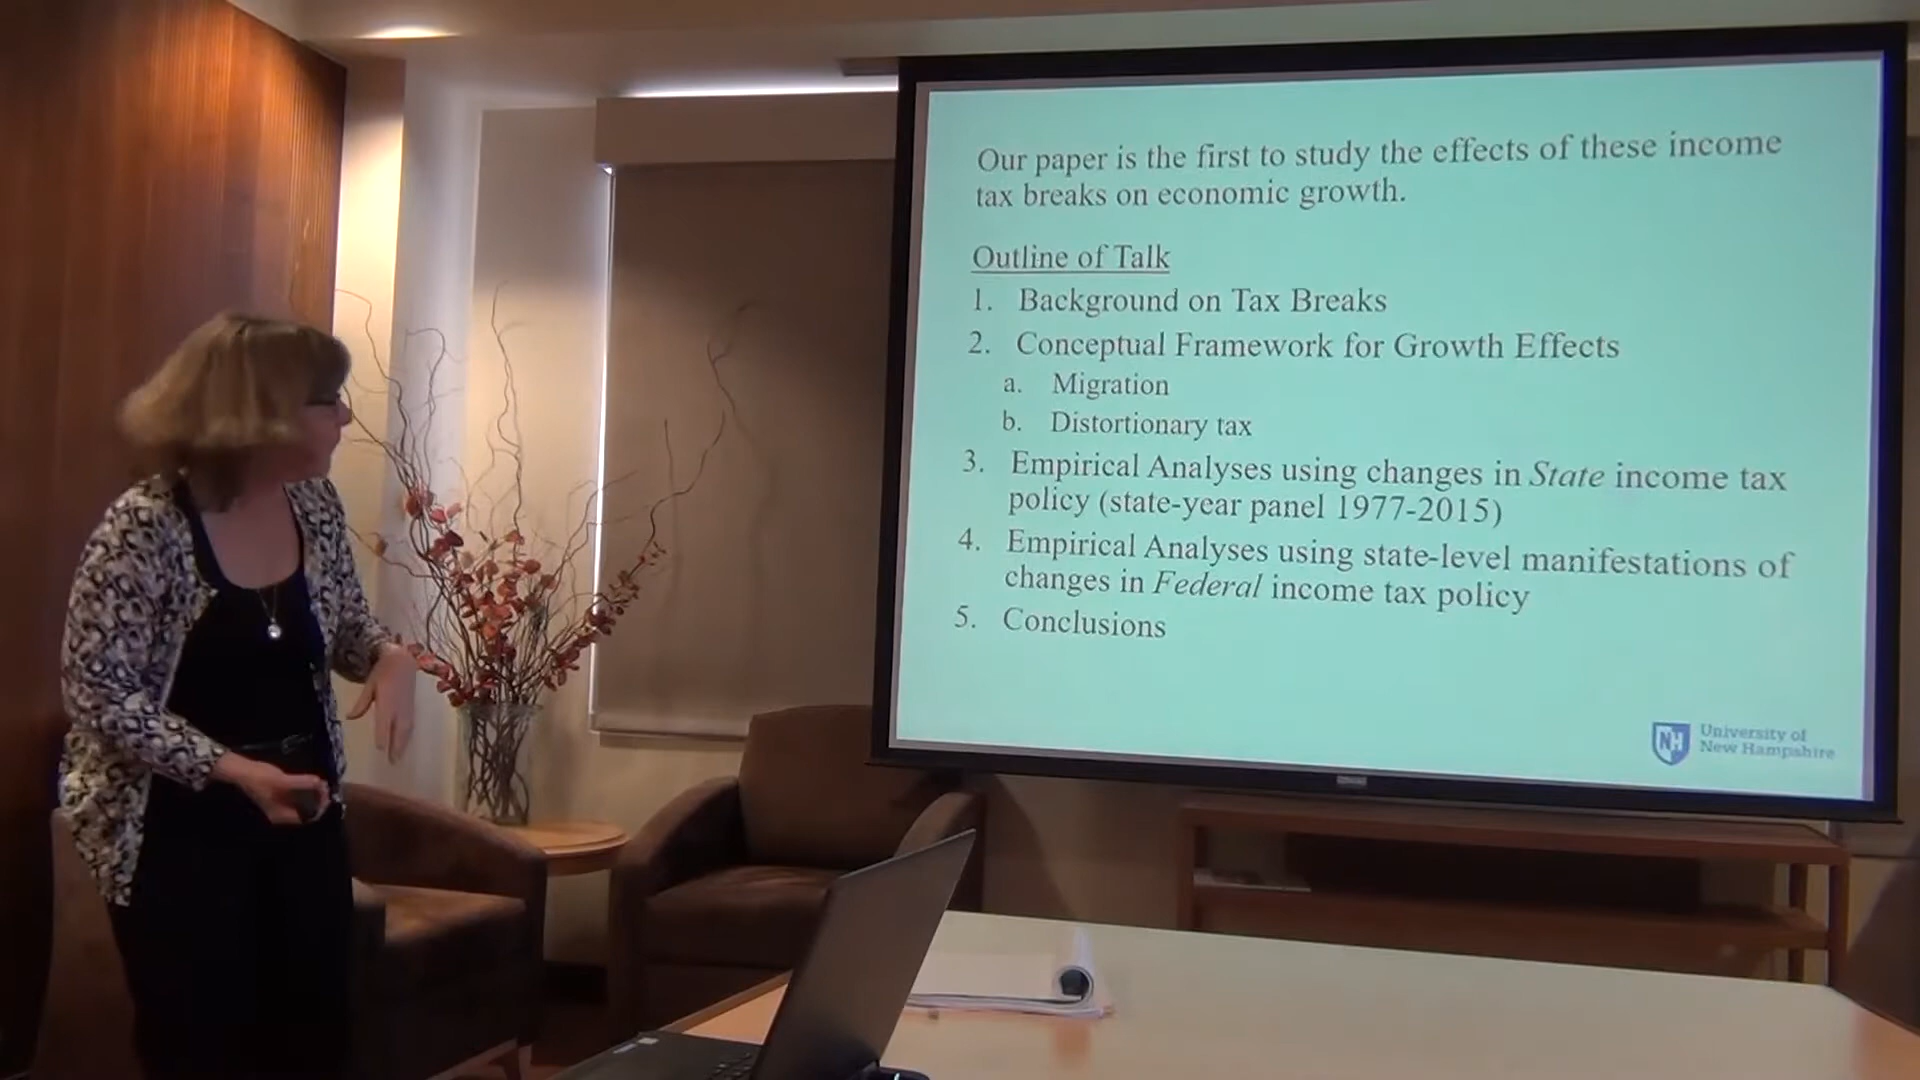 Our paper is the first to study the effects of these income
tax breaks on economic growth.
Outline of Talk
1. Background on Tax Breaks
2. Conceptual Framework for Growth Effects
a. Migration
b. Distortionary tax
3. Empirical Analyses using changes in State income tax
policy (state-year panel 1977-2015)
4. Empirical Analyses using state-level manifestations of
changes in Federal income tax policy
5. Conclusions
NH
University of
New Hampshire